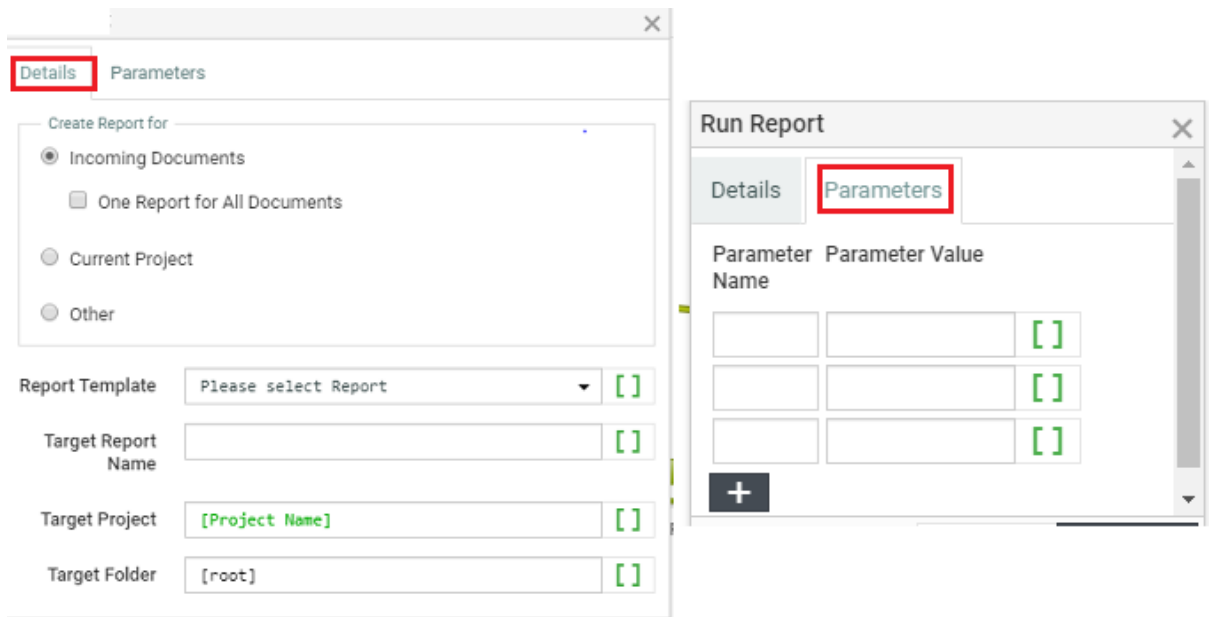 Details Parameters
Create Report for
Incoming Documents
One Report for All Documents
Current Project
Other
Report Template Please select Report [ ]
Target Report
Name [ ]
Target Project [Project Name] [ ]
Target Folder [root] [ ]
Run Report
Details Parameters
Parameter Parameter Value
Name
[ ]
[ ]
[ ]
+